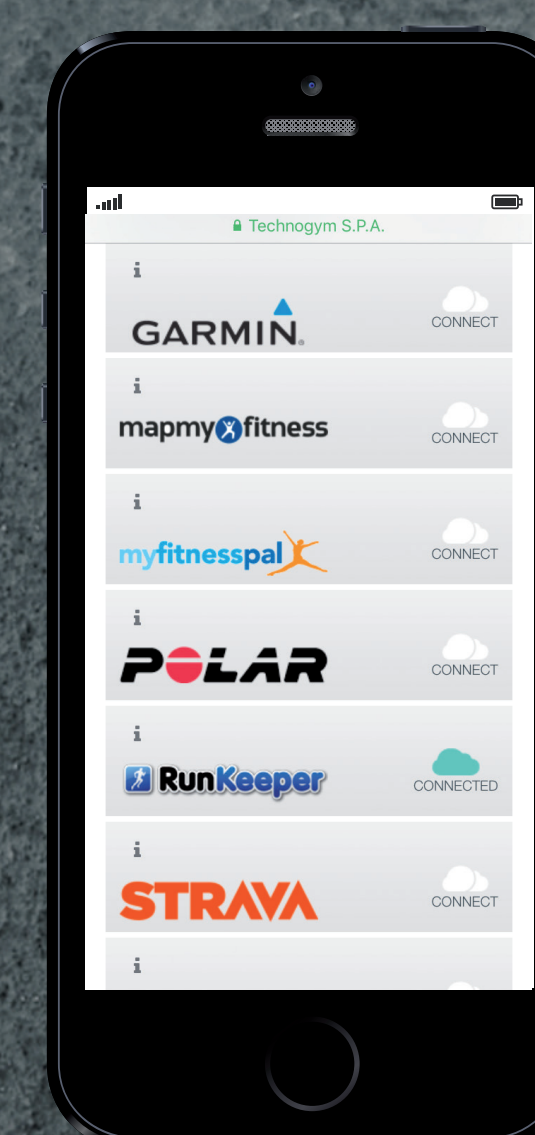 Technogym S.P.A.
i
GARMIN
CONNECT
i
mapmyfitness
CONNECT
i
myfitnesspal
CONNECT
i
POLAR
CONNECT
i
RunKeeper
CONNECTED
i
STRAVA
CONNECT
i